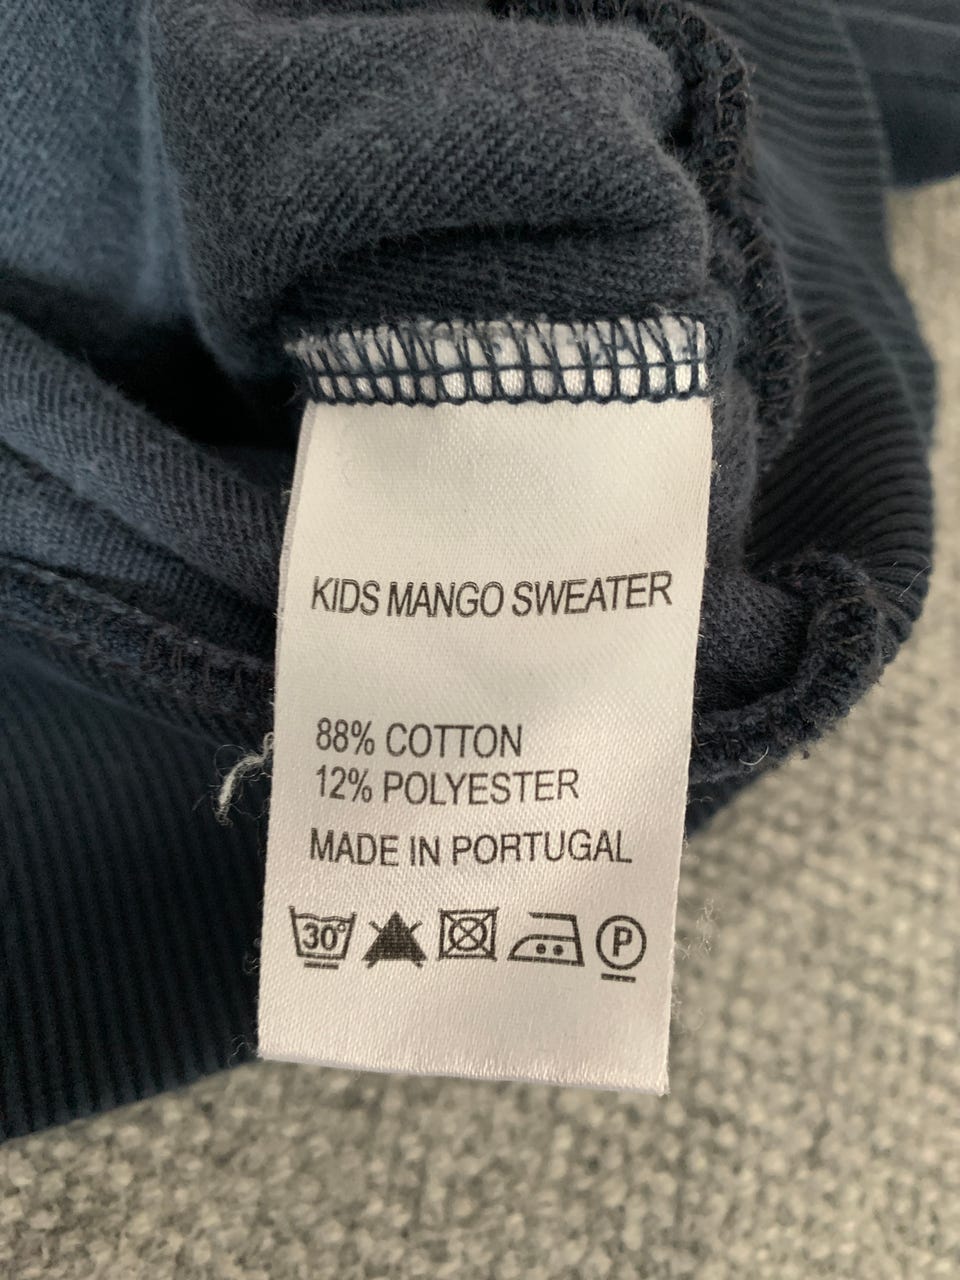 KIDS MANGO SWEATER
88% COTTON
12% POLYESTER
MADE IN PORTUGAL
30° P